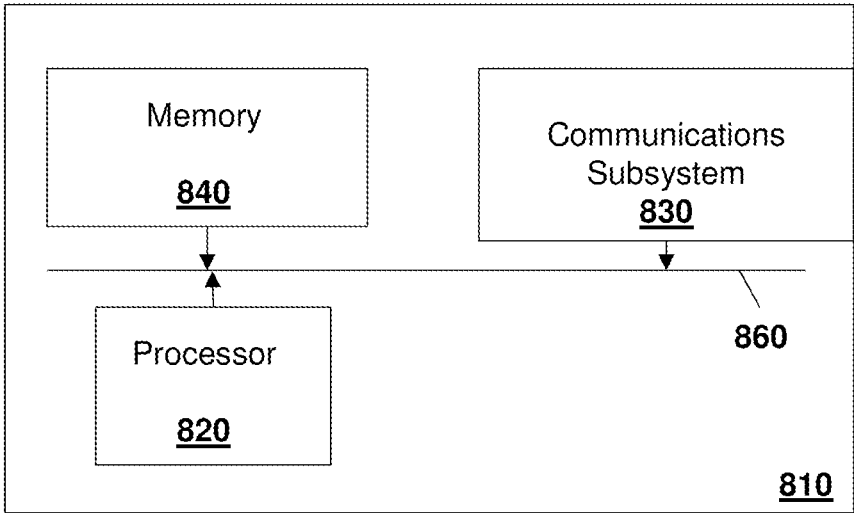 Memory
840
Communications
Subsystem
830
860
Processor
820
810